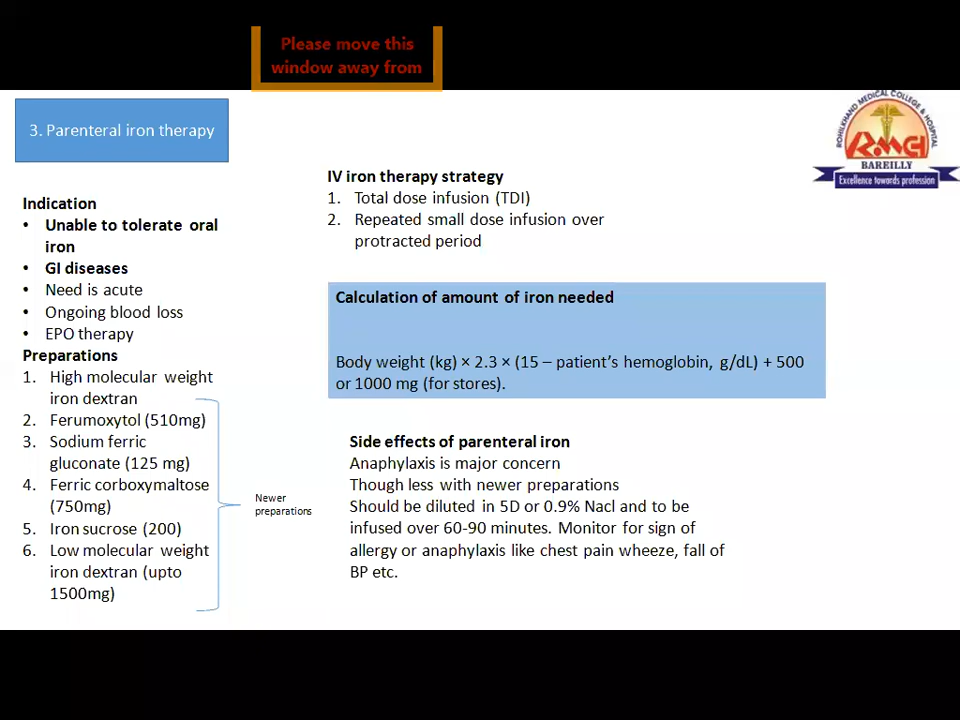 Please move this
window away from
3. Parenteral iron therapy
ROHILKHAND MEDICAL COLLEGE & HOSPITAL
RMCH
BAREILLY
Excellence towards profession
Indication
• Unable to tolerate oral
iron
• GI diseases
• Need is acute
• Ongoing blood loss
• EPO therapy
Preparations
1. High molecular weight
iron dextran
2. Ferumoxytol (510mg)
3. Sodium ferric
gluconate (125 mg)
4. Ferric corboxymaltose
(750mg)
5. Iron sucrose (200)
6. Low molecular weight
iron dextran (upto
1500mg)
Newer
preparations
IV iron therapy strategy
1. Total dose infusion (TDI)
2. Repeated small dose infusion over
protracted period
Calculation of amount of iron needed
Body weight (kg) × 2.3 × (15 – patient's hemoglobin, g/dL) + 500
or 1000 mg (for stores).
Side effects of parenteral iron
Anaphylaxis is major concern
Though less with newer preparations
Should be diluted in 5D or 0.9% Nacl and to be
infused over 60-90 minutes. Monitor for sign of
allergy or anaphylaxis like chest pain wheeze, fall of
BP etc.